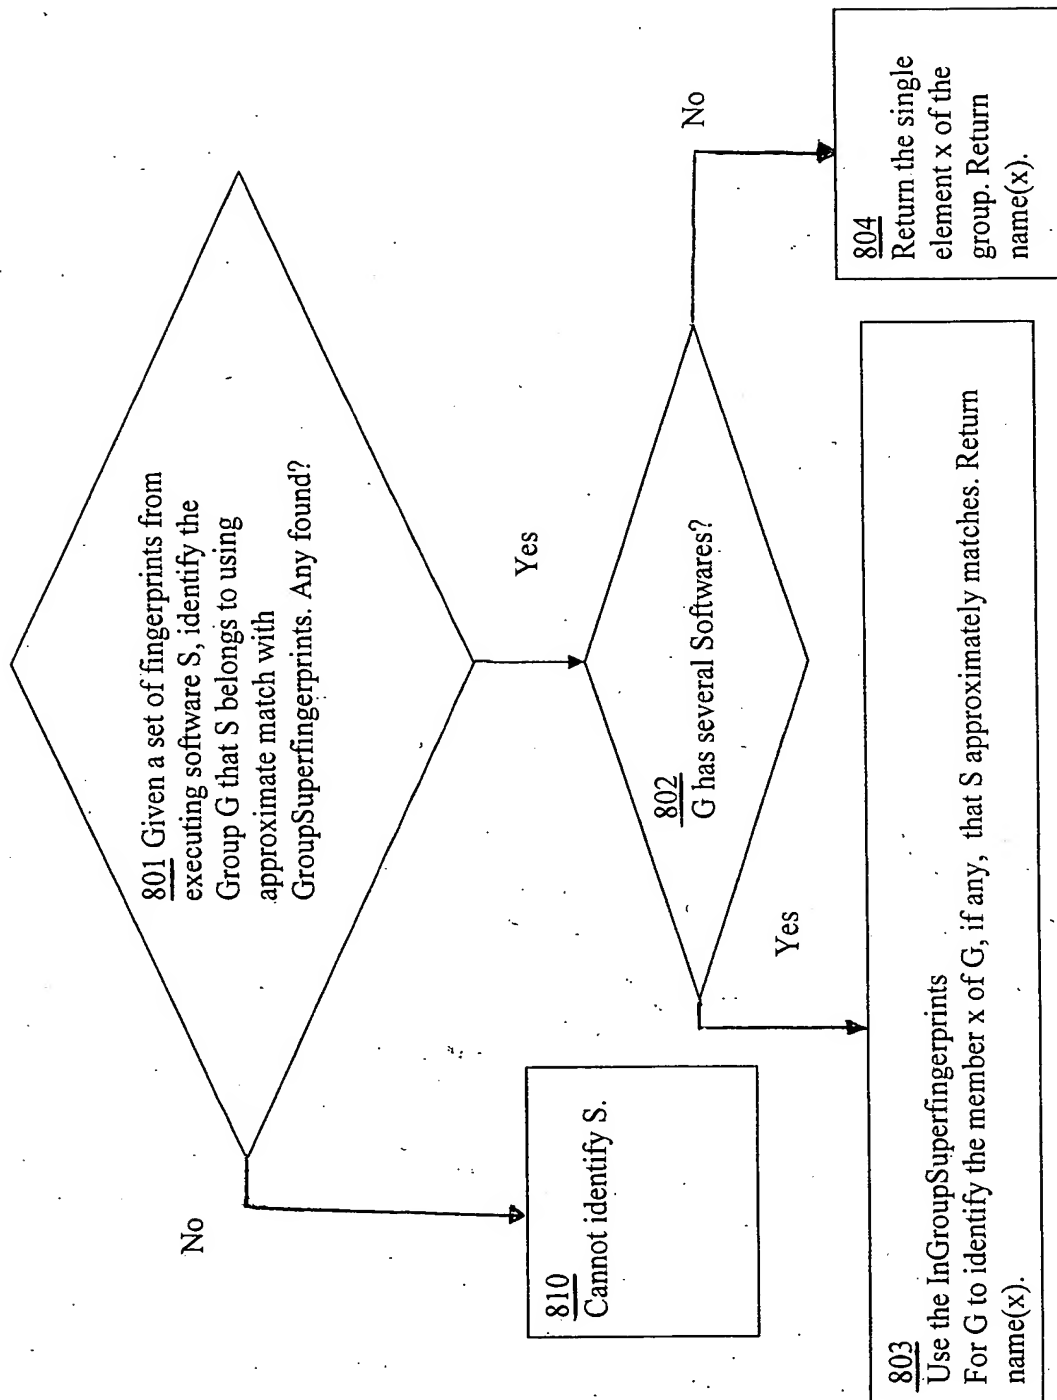 801 Given a set of fingerprints from
executing software S, identify the
Group G that S belongs to using
approximate match with
GroupSuperfingerprints. Any found?
No
Yes
810
Cannot identify S.
802
G has several Softwares?
Yes
No
803
Use the InGroupSuperfingerprints
For G to identify the member x of G, if any, that S approximately matches. Return
name(x).
804
Return the single
element x of the
group. Return
name(x).